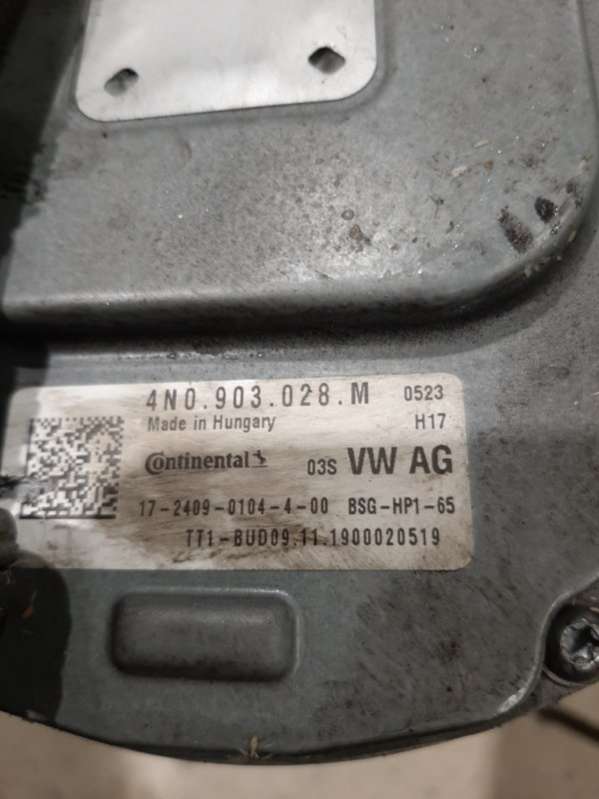 4N0.903.028.M 0523
Made in Hungary H17
Continental 03S VW AG
17-2409-0104-4-00 BSG-HP1-65
TT1-BUD09.11.1900020519